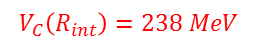 V_C(R_int) = 238 MeV